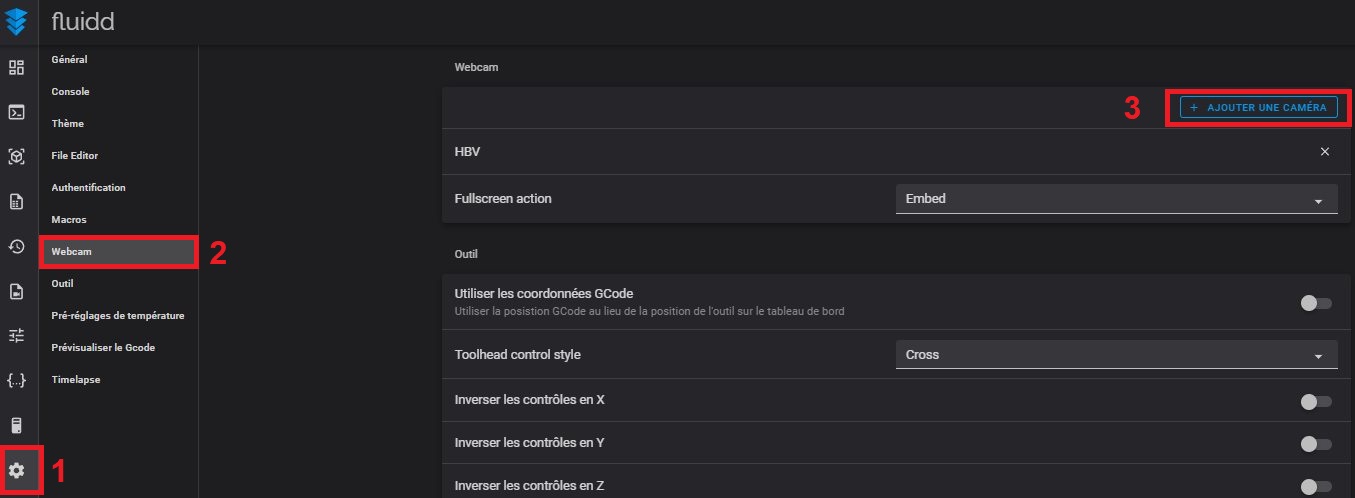 fluidd
Général
Console
Thème
File Editor
Authentification
Macros
Webcam
2
Outil
Pré-réglages de température
Prévisualiser le Gcode
Timelapse
1
Webcam
3
+ AJOUTER UNE CAMÉRA
HBV
Fullscreen action
Embed
Outil
Utiliser les coordonnées GCode
Utiliser la posistion GCode au lieu de la position de l'outil sur le tableau de bord
Toolhead control style
Cross
Inverser les contrôles en X
Inverser les contrôles en Y
Inverser les contrôles en Z